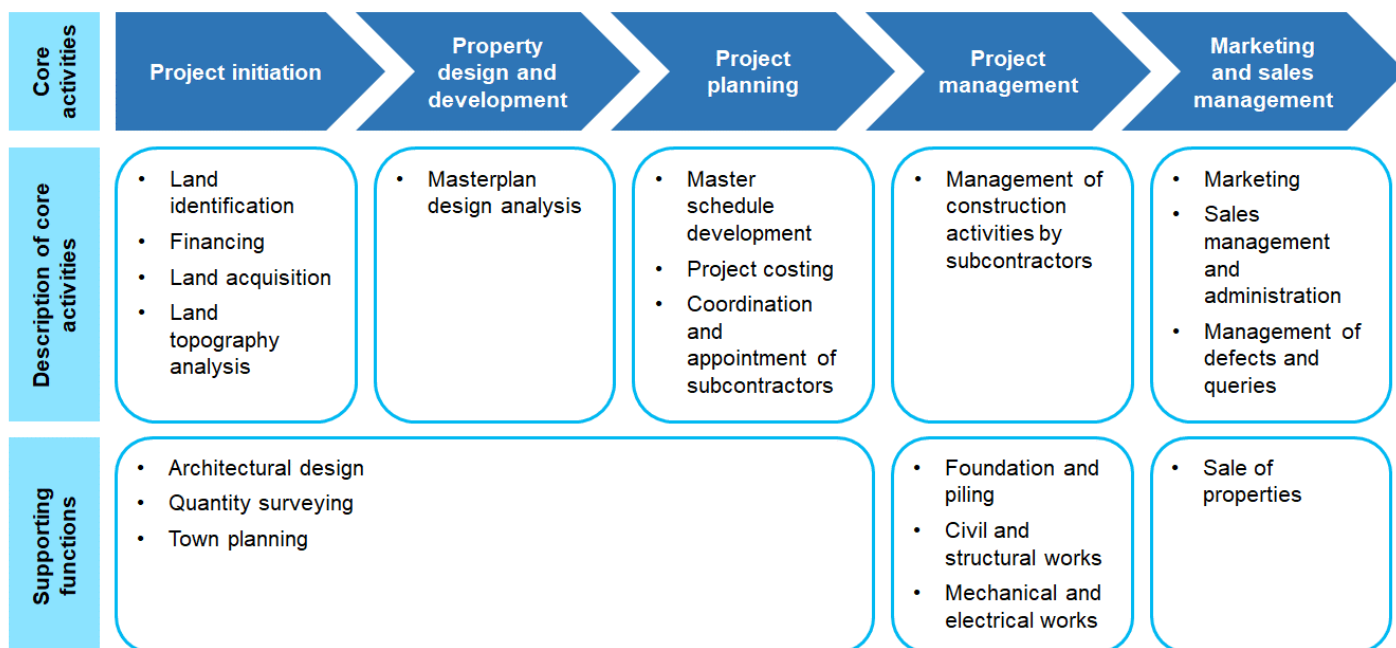 Core
activities
Project initiation
Property
design and
development
Project
planning
Project
management
Marketing
and sales
management
Description of core
activities
• Land
identification
• Financing
• Land acquisition
• Land
topography
analysis
• Masterplan
design analysis
• Master
schedule
development
• Project costing
• Coordination
and
appointment of
subcontractors
• Management of
construction
activities by
subcontractors
• Marketing
• Sales
management
and
administration
• Management of
defects and
queries
Supporting
functions
• Architectural design
• Quantity surveying
• Town planning
• Foundation and
piling
• Civil and
structural works
• Mechanical and
electrical works
• Sale of
properties